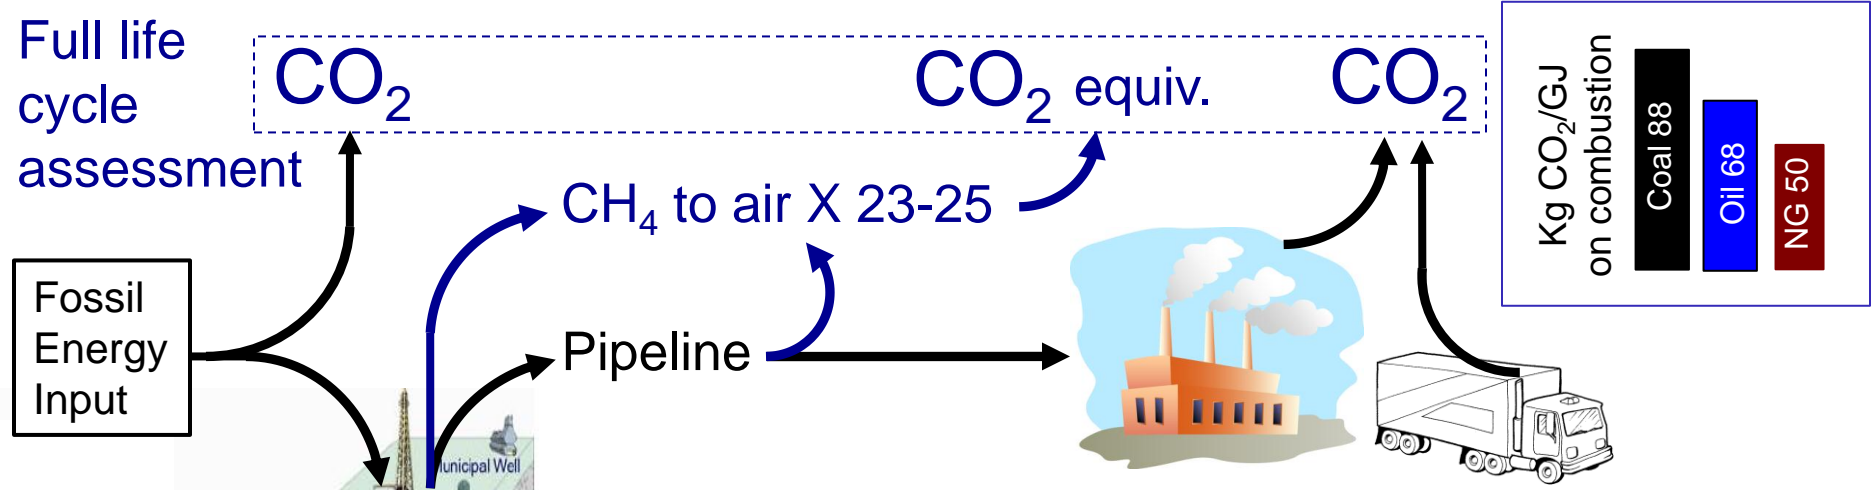 Full life
cycle
assessment
CO₂
CO₂ equiv.
CO₂
CH₄ to air X 23-25
Fossil
Energy
Input
Pipeline
unicipal Well
Kg CO₂/GJ
on combustion
Coal 88
Oil 68
NG 50